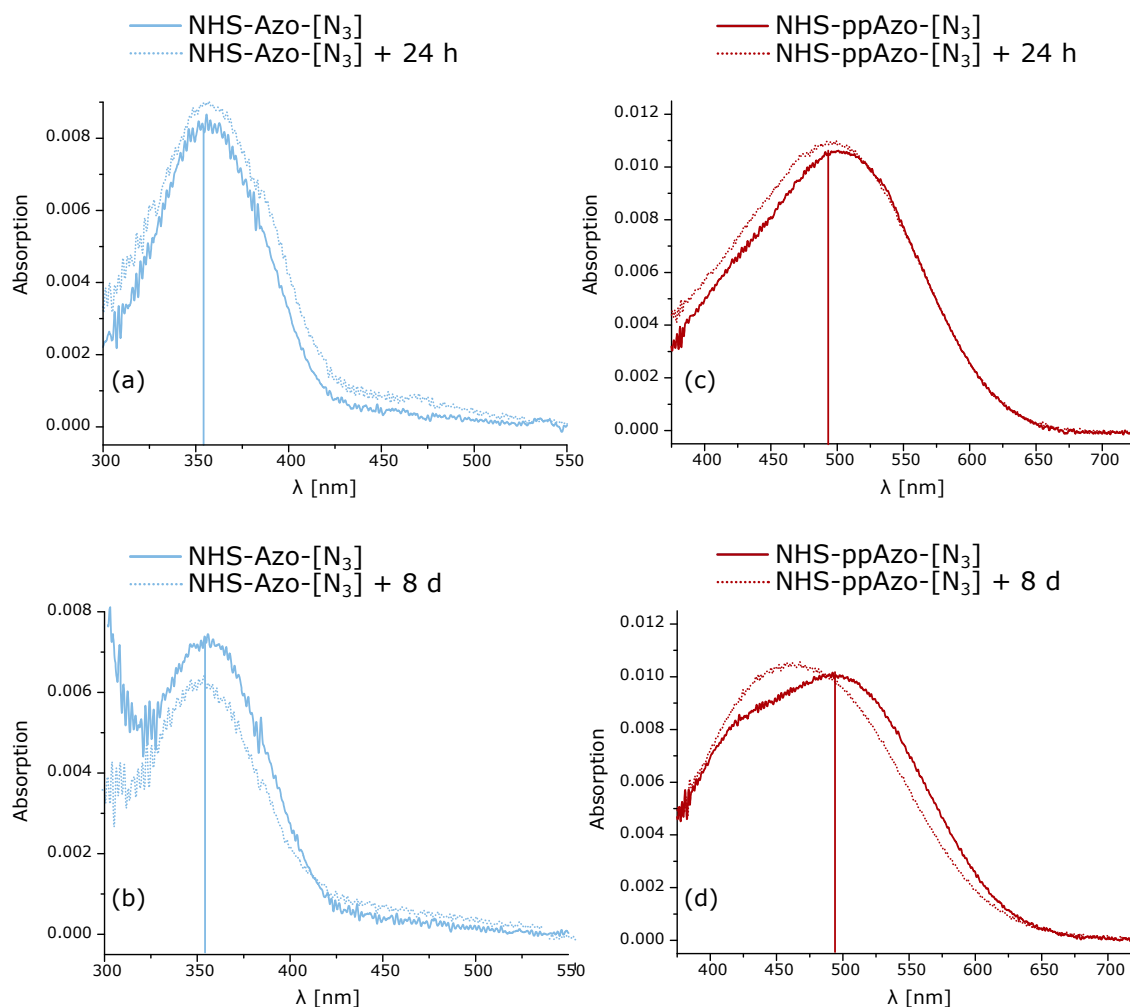 NHS-Azo-[N₃]
NHS-Azo-[N₃] + 24 h
0.008
0.006
0.004
0.002
0.000
Absorption
(a)
300
350
400
450
500
550
λ [nm]
NHS-ppAzo-[N₃]
NHS-ppAzo-[N₃] + 24 h
0.012
0.010
0.008
0.006
0.004
0.002
0.000
Absorption
(c)
400
450
500
550
600
650
700
λ [nm]
NHS-Azo-[N₃]
NHS-Azo-[N₃] + 8 d
0.008
0.006
0.004
0.002
0.000
Absorption
(b)
300
350
400
450
500
550
λ [nm]
NHS-ppAzo-[N₃]
NHS-ppAzo-[N₃] + 8 d
0.012
0.010
0.008
0.006
0.004
0.002
0.000
Absorption
(d)
400
450
500
550
600
650
700
λ [nm]